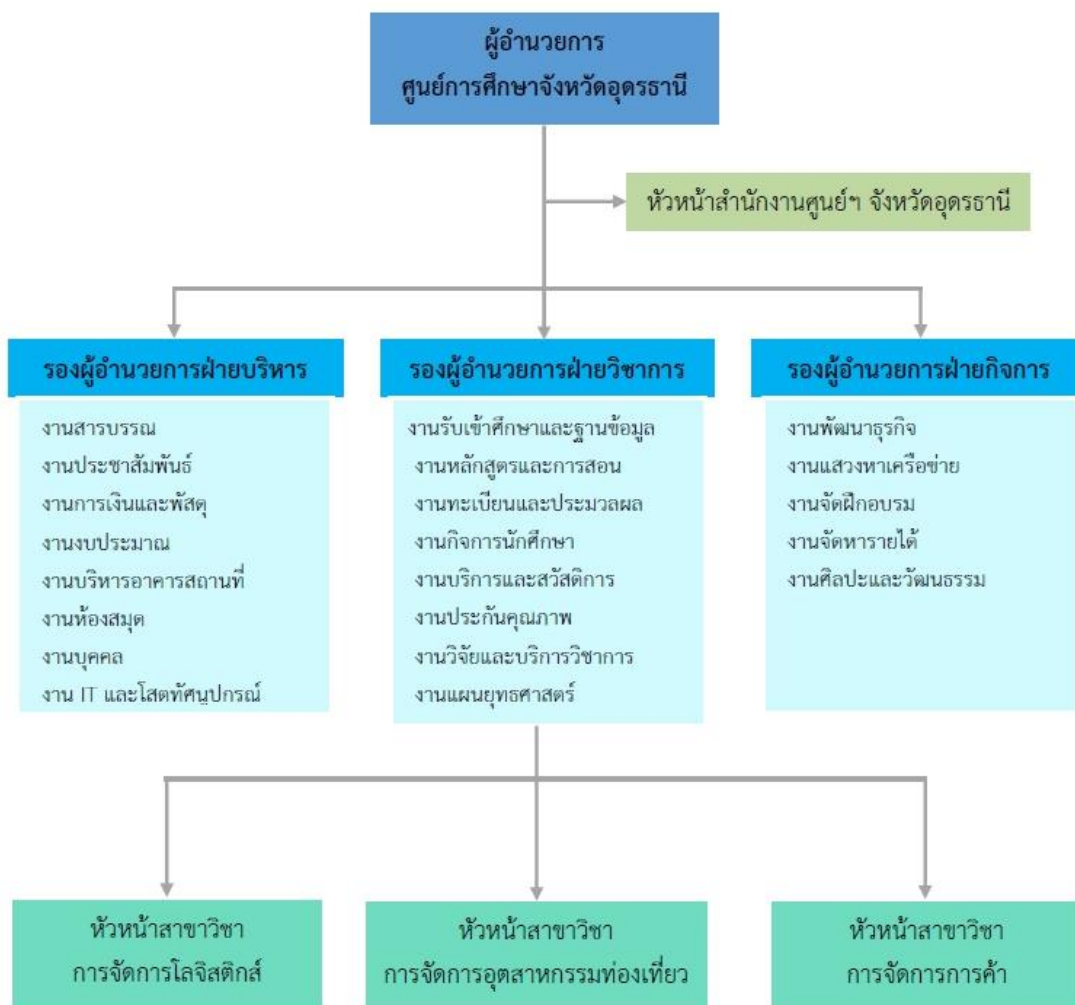 ผู้อำนวยการ
ศูนย์การศึกษาจังหวัดอุดรธานี
หัวหน้าสำนักงานศูนย์ฯ จังหวัดอุดรธานี
รองผู้อำนวยการฝ่ายบริหาร
งานสารบรรณ
งานประชาสัมพันธ์
งานการเงินและพัสดุ
งานงบประมาณ
งานบริหารอาคารสถานที่
งานห้องสมุด
งานบุคคล
งาน IT และโสตทัศนูปกรณ์
รองผู้อำนวยการฝ่ายวิชาการ
งานรับเข้าศึกษาและฐานข้อมูล
งานหลักสูตรและการสอน
งานทะเบียนและประมวลผล
งานกิจการนักศึกษา
งานบริการและสวัสดิการ
งานประกันคุณภาพ
งานวิจัยและบริการวิชาการ
งานแผนยุทธศาสตร์
รองผู้อำนวยการฝ่ายกิจการ
งานพัฒนาธุรกิจ
งานแสวงหาเครือข่าย
งานจัดฝึกอบรม
งานจัดหารายได้
งานศิลปะและวัฒนธรรม
หัวหน้าสาขาวิชา
การจัดการโลจิสติกส์
หัวหน้าสาขาวิชา
การจัดการอุตสาหกรรมท่องเที่ยว
หัวหน้าสาขาวิชา
การจัดการการค้า